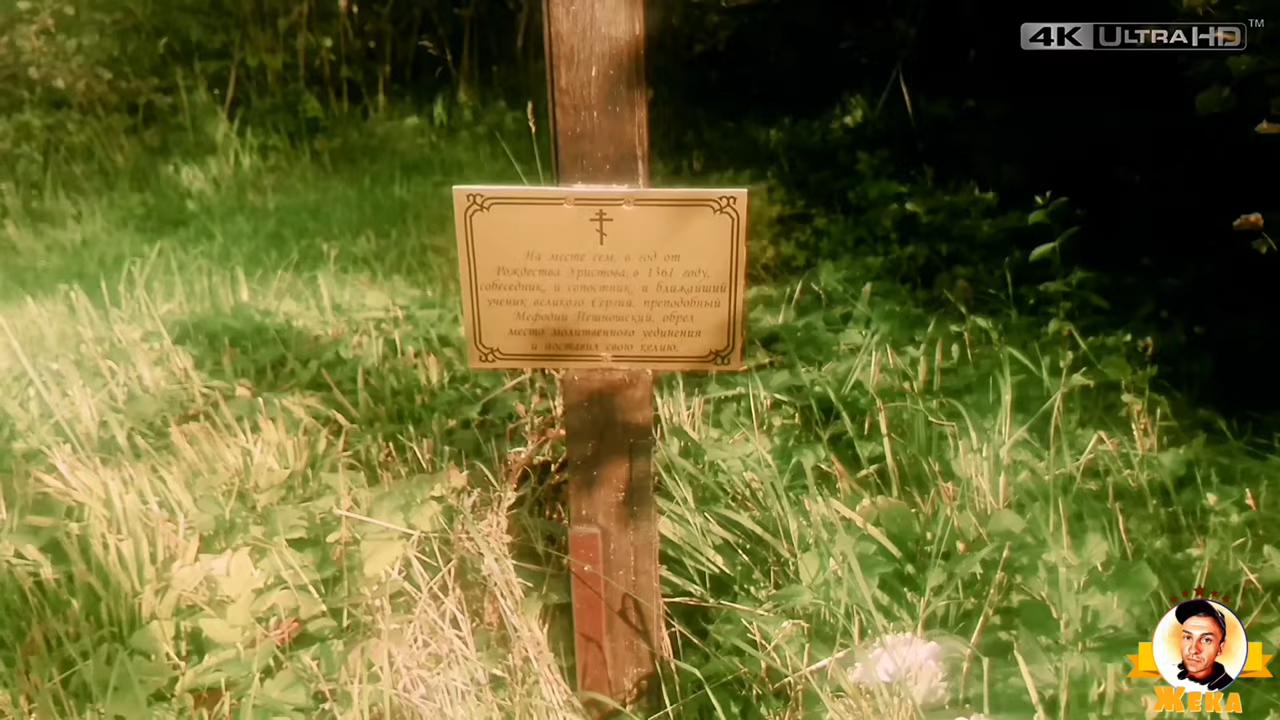 4K ULTRA HD™
На месте сем, в год от
Рождества Христова, в 1361 году,
собеседник, и сопостник, и ближайший
ученик великого Сергия, преподобный
Мефодий Пешношский, обрел
место молитвенного уединения
и поставил свою келию.
ЖЕКА